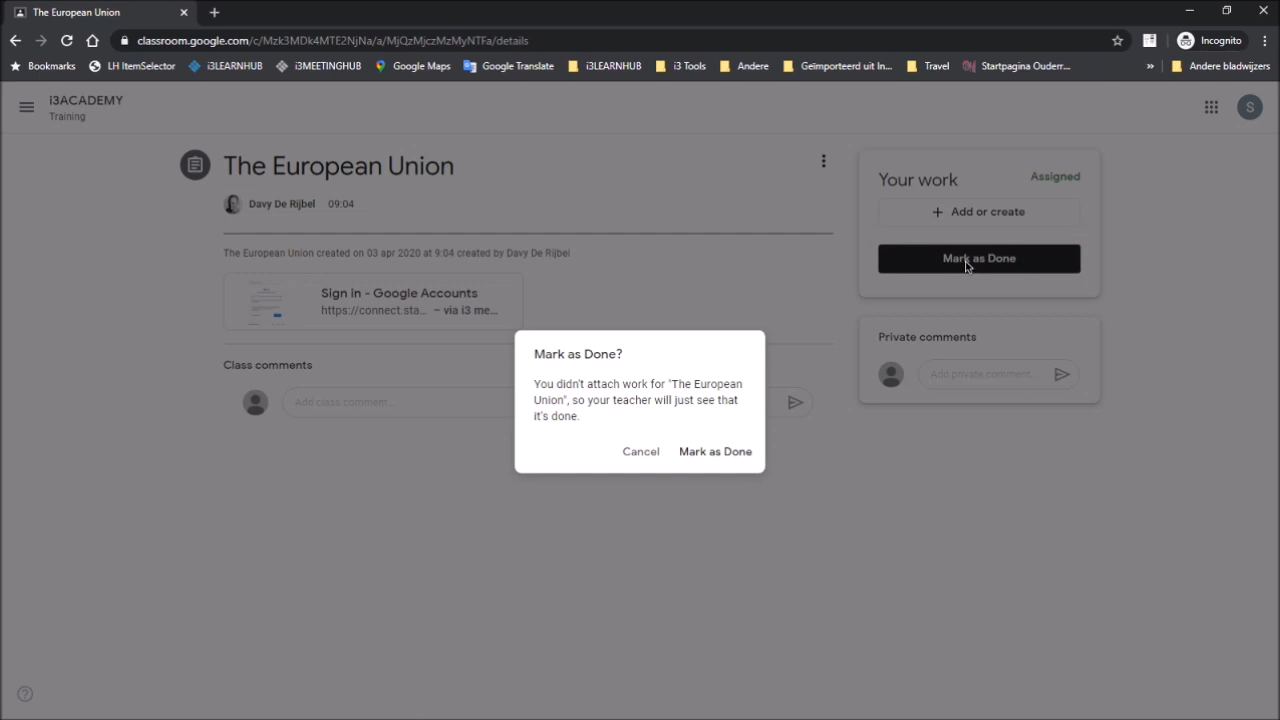 The European Union
classroom.google.com/c/Mzk3MDk4MTE2NjNa/a/MjQzMjczMzMyNTFa/details
Incognito
Bookmarks
LH ItemSelector
i3LEARNHUB
i3MEETINGHUB
Google Maps
Google Translate
i3LEARNHUB
i3 Tools
Andere
Geïmporteerd uit In...
Travel
Startpagina Ouderr...
»
Andere bladwijzers
i3ACADEMY
Training
S
The European Union
Davy De Rijbel 09:04
The European Union created on 03 apr 2020 at 9:04 created by Davy De Rijbel
Sign in - Google Accounts
https://connect.sta... – via i3 me...
Class comments
Add class comment...
Your work
Assigned
+ Add or create
Mark as Done
Private comments
Add private comment...
Mark as Done?
You didn't attach work for "The European
Union", so your teacher will just see that
it's done.
Cancel
Mark as Done